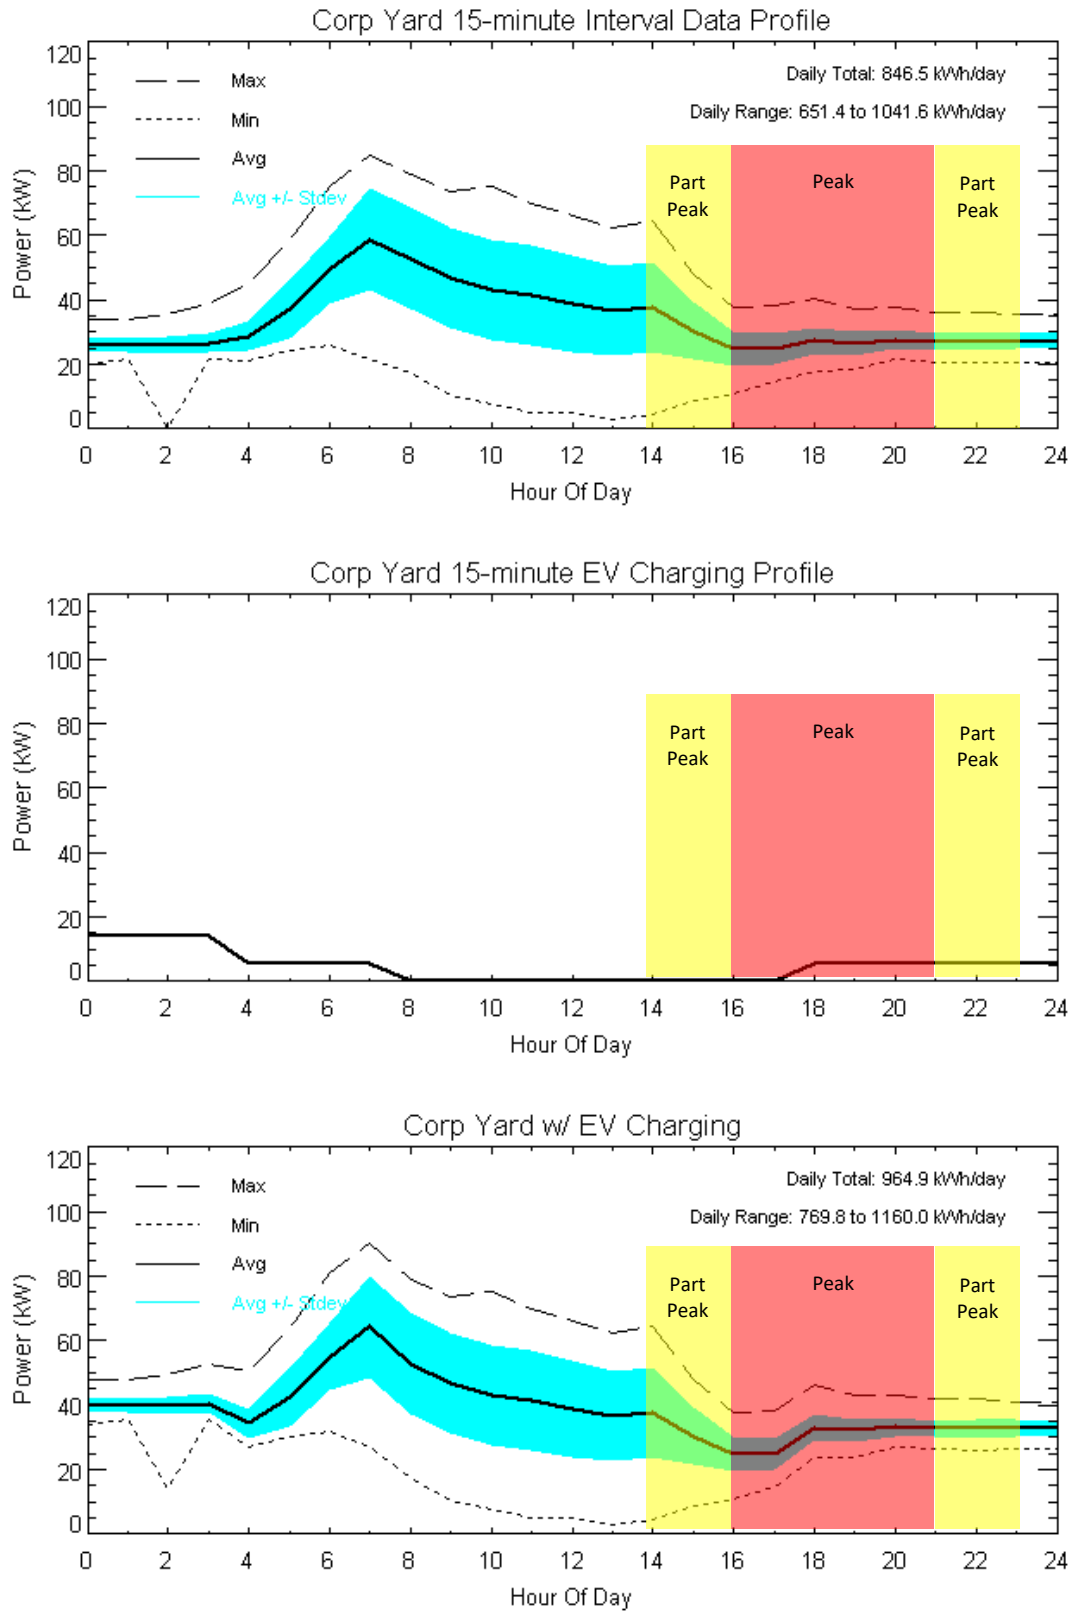 Corp Yard 15-minute Interval Data Profile
120
100
80
60
40
20
0
Power (kW)
Max
Min
Avg
Avg +/- Stdev
Daily Total: 846.5 kWh/day
Daily Range: 651.4 to 1041.6 kWh/day
Part
Peak
Peak
Part
Peak
0 2 4 6 8 10 12 14 16 18 20 22 24
Hour Of Day
Corp Yard 15-minute EV Charging Profile
120
100
80
60
40
20
0
Power (kW)
Part
Peak
Peak
Part
Peak
0 2 4 6 8 10 12 14 16 18 20 22 24
Hour Of Day
Corp Yard w/ EV Charging
120
100
80
60
40
20
0
Power (kW)
Max
Min
Avg
Avg +/- Stdev
Daily Total: 964.9 kWh/day
Daily Range: 769.8 to 1160.0 kWh/day
Part
Peak
Peak
Part
Peak
0 2 4 6 8 10 12 14 16 18 20 22 24
Hour Of Day